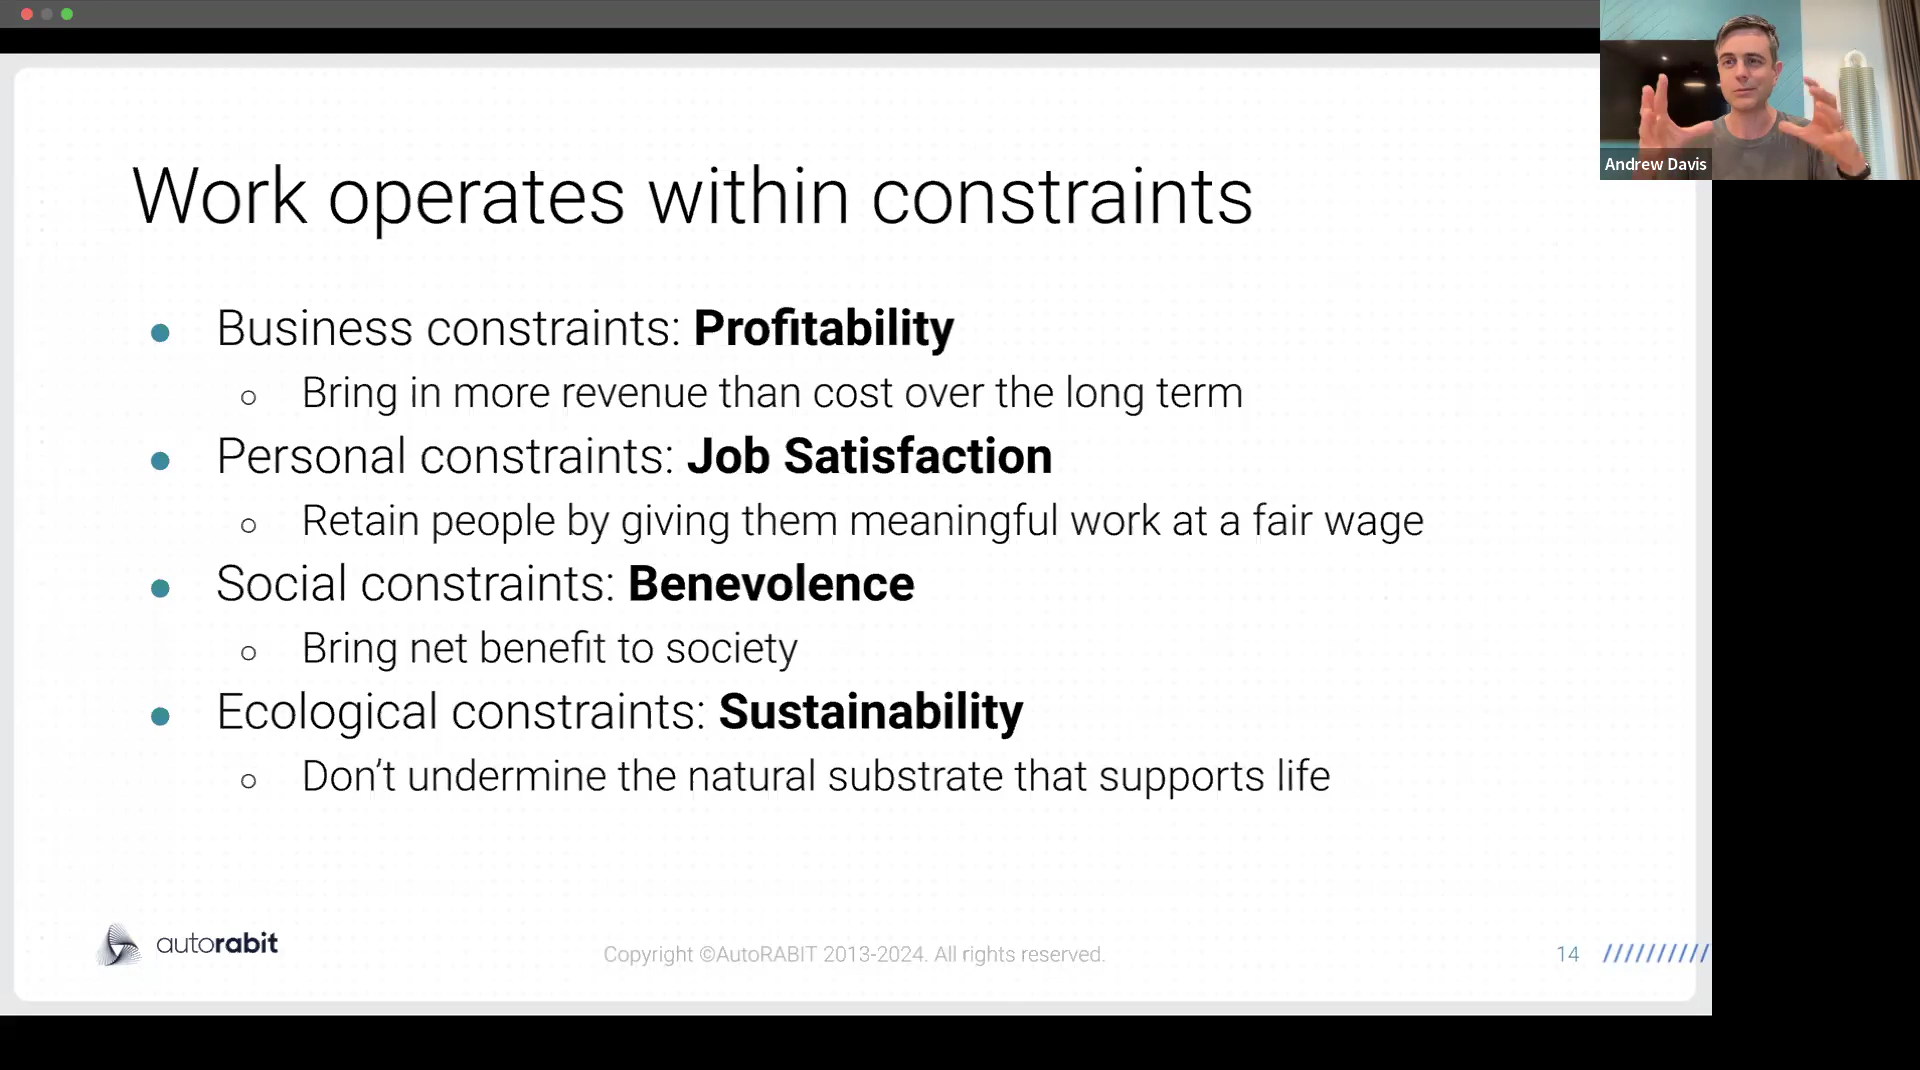 Andrew Davis
Work operates within constraints
● Business constraints: Profitability
○ Bring in more revenue than cost over the long term
● Personal constraints: Job Satisfaction
○ Retain people by giving them meaningful work at a fair wage
● Social constraints: Benevolence
○ Bring net benefit to society
● Ecological constraints: Sustainability
○ Don’t undermine the natural substrate that supports life
autorabit
Copyright ©AutoRABIT 2013-2024. All rights reserved.
14 //////////